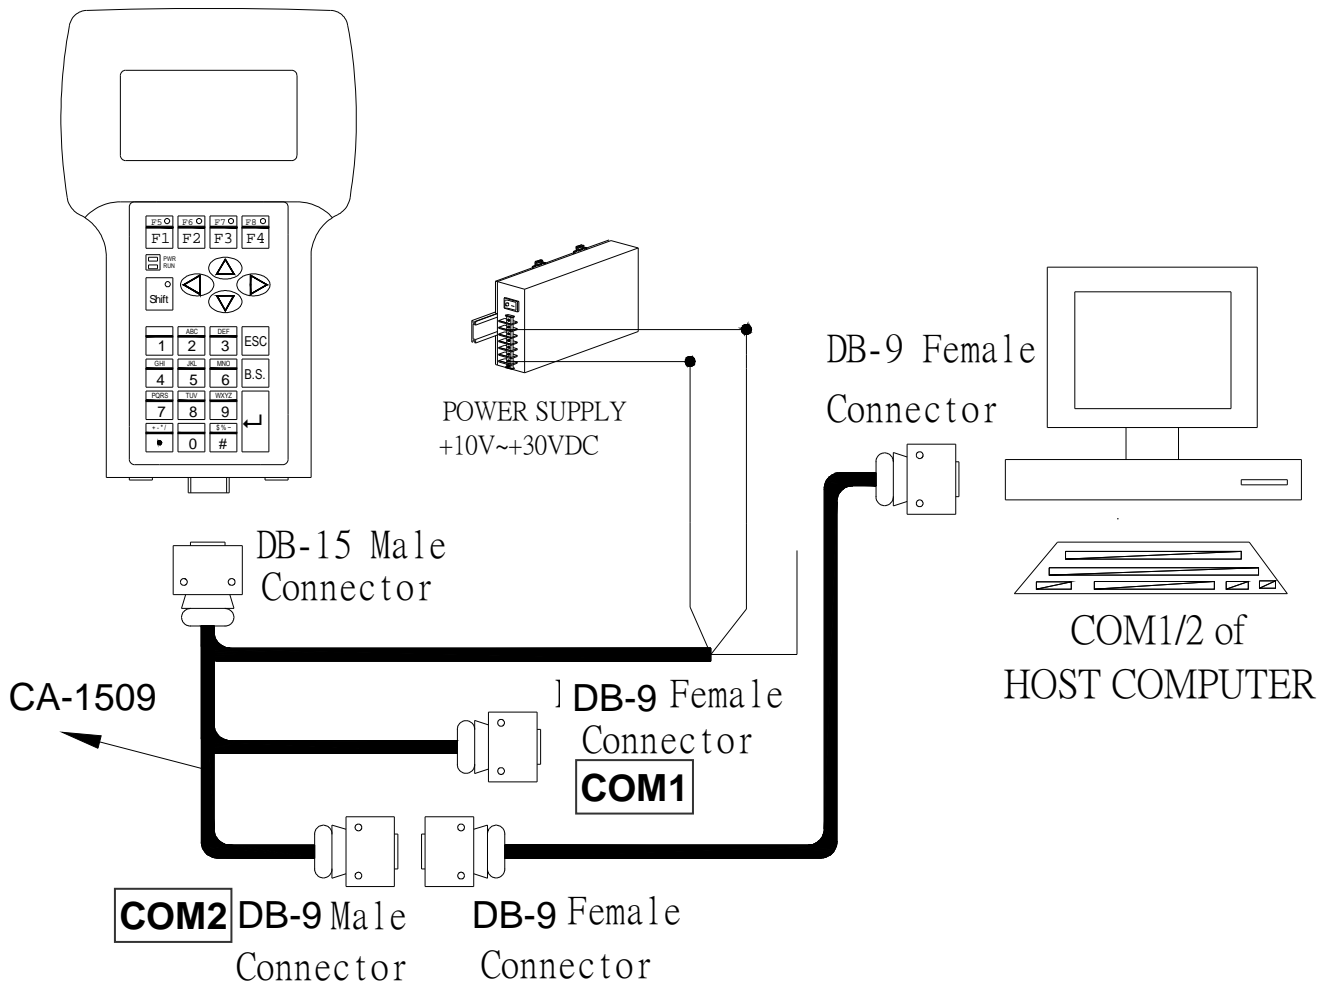 F5 F6 F7 F8
F1 F2 F3 F4
PWR
RUN
Shift
ABC DEF
1 2 3 ESC
GHI JKL MNO
4 5 6 B.S.
PQRS TUV WXYZ
7 8 9
+-*/ $%~
• 0 #
POWER SUPPLY
+10V~+30VDC
DB-9 Female
Connector
DB-15 Male
Connector
COM1/2 of
HOST COMPUTER
CA-1509
DB-9 Female
Connector
COM1
COM2 DB-9 Male
Connector
DB-9 Female
Connector